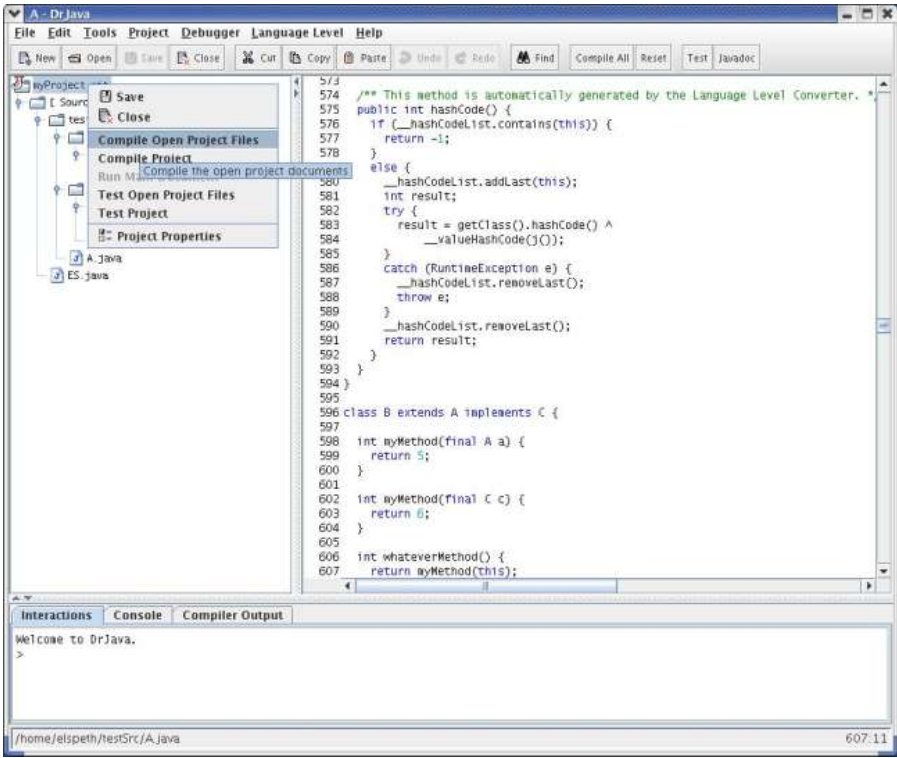 A - DrJava
File Edit Tools Project Debugger Language Level Help
New Open Save Close Cut Copy Paste Undo Redo Find Compile All Reset Test Javadoc
myProject
[ Sourc
tes
Save
Close
Compile Open Project Files
Compile Project
Compile the open project documents
Run
Test Open Project Files
Test Project
Project Properties
A.java
ES.java
573
574 /** This method is automatically generated by the Language Level Converter. *
575 public int hashCode() {
576 if (__hashCodeList.contains(this)) {
577 return -1;
578 }
else {
580 __hashCodeList.addLast(this);
581 int result;
582 try {
583 result = getClass().hashCode() ^
584 __valueHashCode(j());
585 }
586 catch (RuntimeException e) {
587 __hashCodeList.removeLast();
588 throw e;
589 }
590 __hashCodeList.removeLast();
591 return result;
592 }
593 }
594 }
595
596 class B extends A implements C {
597
598 int myMethod(final A a) {
599 return 5;
600 }
601
602 int myMethod(final C c) {
603 return 6;
604 }
605
606 int whateverMethod() {
607 return myMethod(this);
Interactions Console Compiler Output
Welcome to DrJava.
>
/home/elspeth/testSrc/A.java 607:11